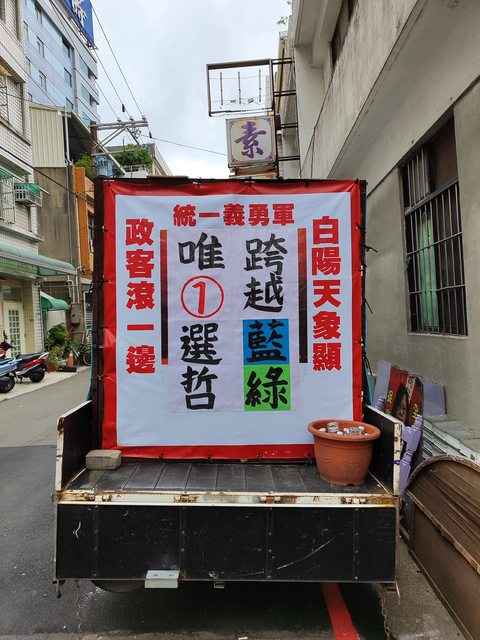 素
統一義勇軍
白陽天象顯
跨越藍綠
唯①選哲
政客滾一邊